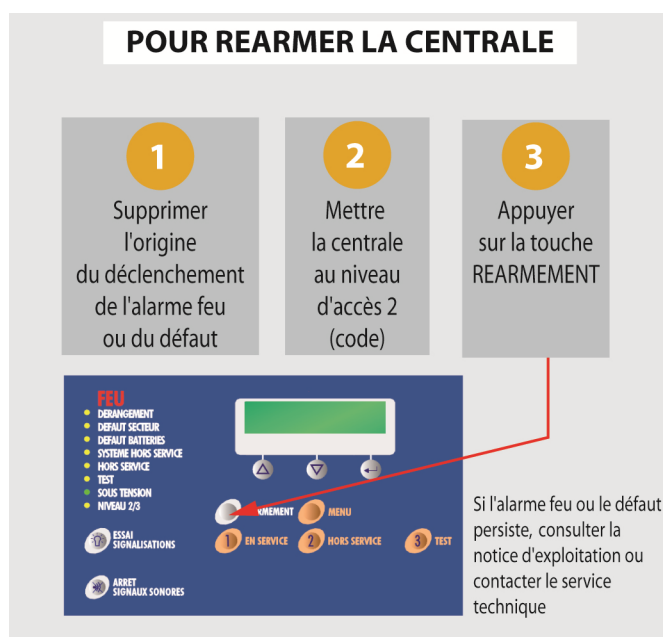 POUR REARMER LA CENTRALE
1
Supprimer
l'origine
du déclenchement
de l'alarme feu
ou du défaut
2
Mettre
la centrale
au niveau
d'accès 2
(code)
3
Appuyer
sur la touche
REARMEMENT
FEU
DERANGEMENT
DEFAUT SECTEUR
DEFAUT BATTERIES
SYSTEME HORS SERVICE
HORS SERVICE
TEST
SOUS TENSION
NIVEAU 2/3
RMEMENT
MENU
ESSAI
SIGNALISATIONS
1 EN SERVICE
2 HORS SERVICE
3 TEST
ARRET
SIGNAUX SONORES
Si l'alarme feu ou le défaut
persiste, consulter la
notice d'exploitation ou
contacter le service
technique